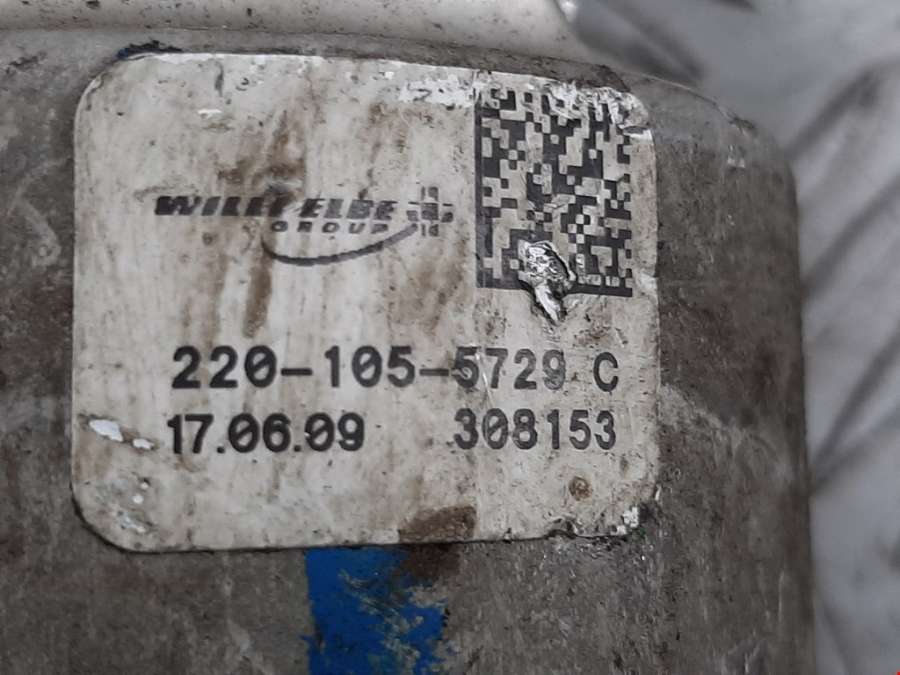 WILLI ELBE
GROUP
220-105-5729 C
17.06.09 308153